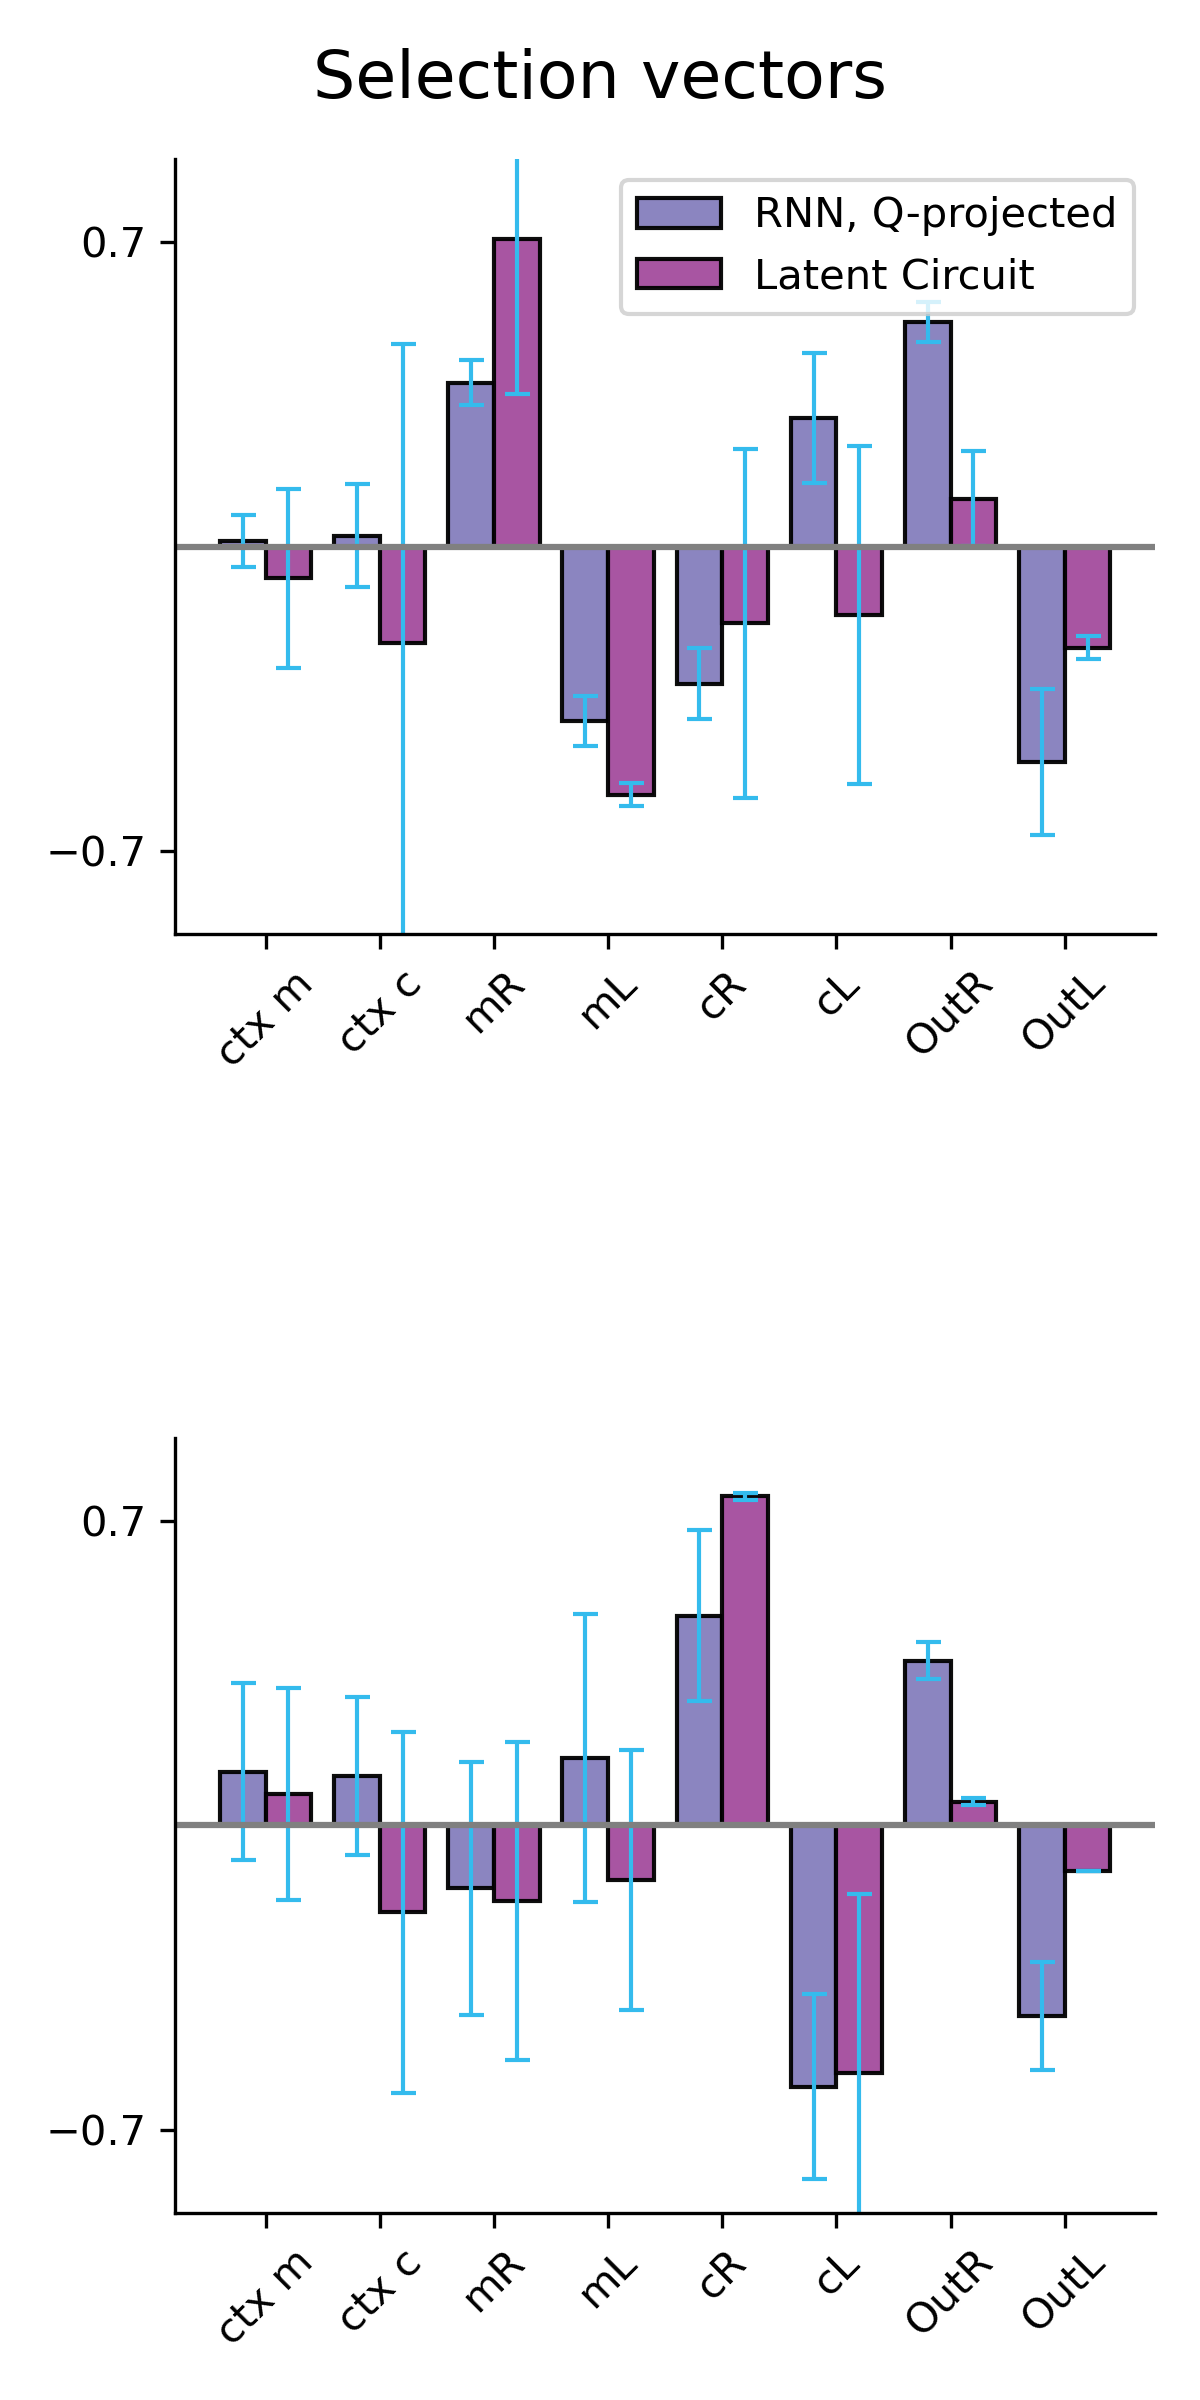 Selection vectors
RNN, Q-projected
Latent Circuit
0.7
−0.7
ctx m
ctx c
mR
mL
cR
cL
OutR
OutL
0.7
−0.7
ctx m
ctx c
mR
mL
cR
cL
OutR
OutL